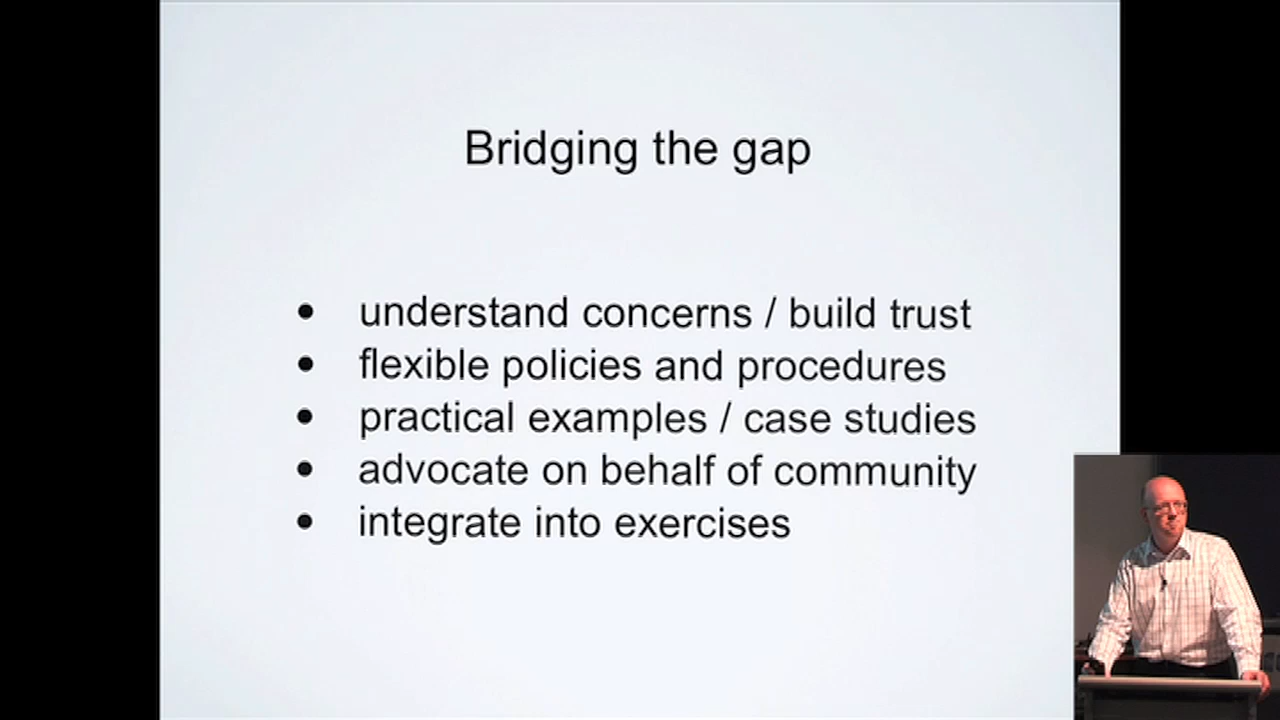 Bridging the gap
• understand concerns / build trust
• flexible policies and procedures
• practical examples / case studies
• advocate on behalf of community
• integrate into exercises